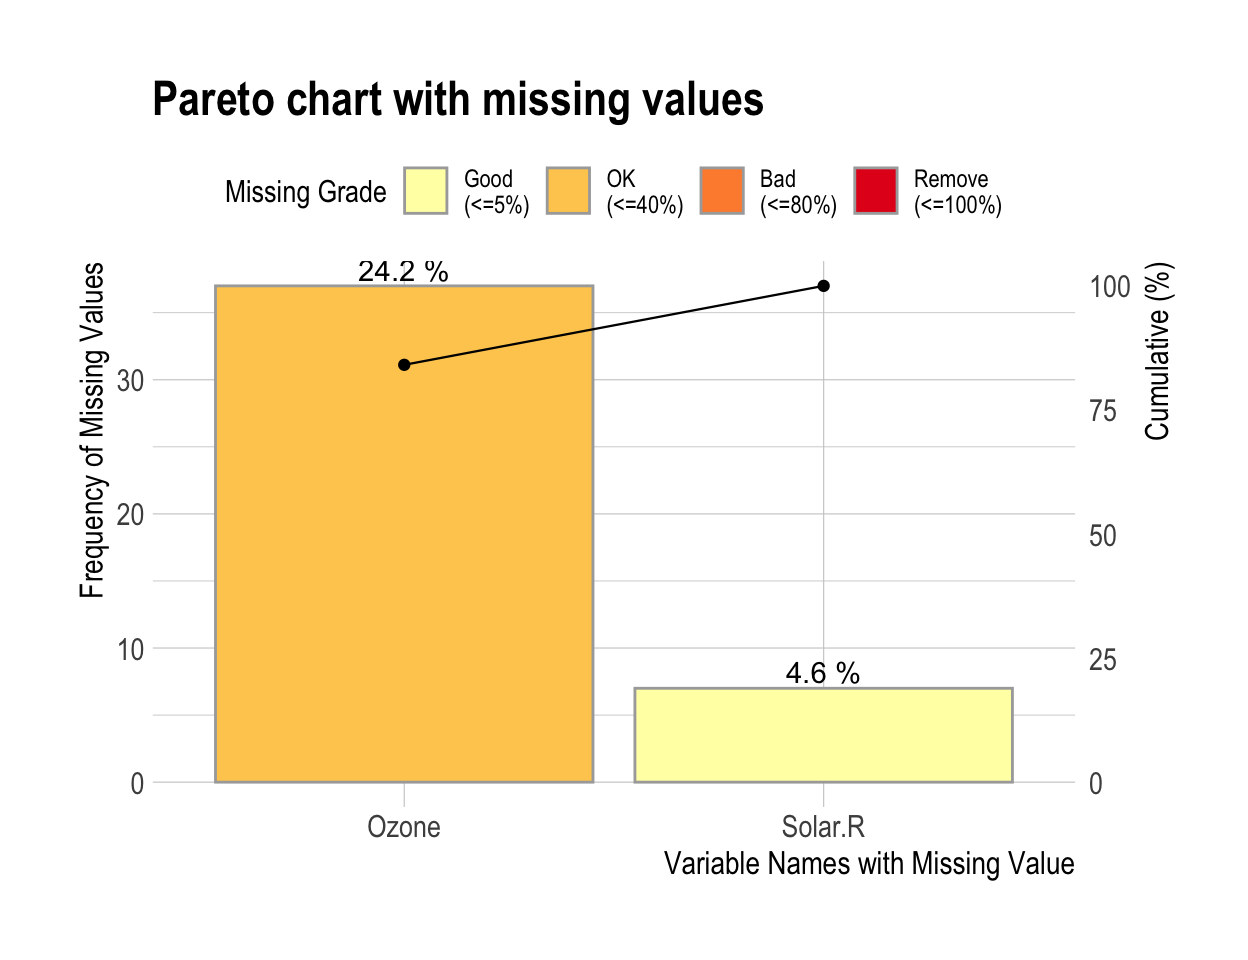 Pareto chart with missing values
Missing Grade
Good
(<=5%)
OK
(<=40%)
Bad
(<=80%)
Remove
(<=100%)
Frequency of Missing Values
30
20
10
0
24.2 %
4.6 %
100
75
50
25
0
Cumulative (%)
Ozone
Solar.R
Variable Names with Missing Value